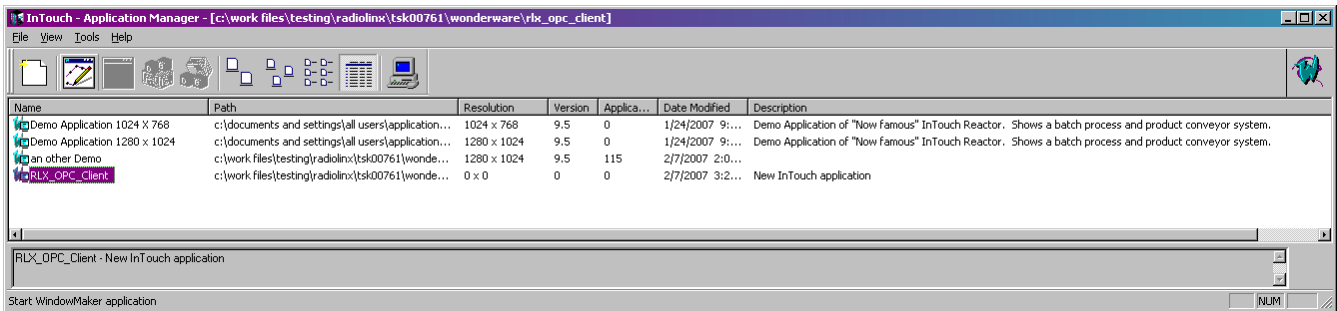 InTouch - Application Manager - [c:\work files\testing\radiolinx\tsk00761\wonderware\rlx_opc_client]
File View Tools Help
Name Path Resolution Version Applica... Date Modified Description
Demo Application 1024 X 768 c:\documents and settings\all users\application... 1024 x 768 9.5 0 1/24/2007 9:... Demo Application of "Now famous" InTouch Reactor. Shows a batch process and product conveyor system.
Demo Application 1280 x 1024 c:\documents and settings\all users\application... 1280 x 1024 9.5 0 1/24/2007 9:... Demo Application of "Now famous" InTouch Reactor. Shows a batch process and product conveyor system.
an other Demo c:\work files\testing\radiolinx\tsk00761\wonde... 1280 x 1024 9.5 115 2/7/2007 2:0...
RLX_OPC_Client c:\work files\testing\radiolinx\tsk00761\wonde... 0 x 0 0 0 2/7/2007 3:2... New InTouch application
RLX_OPC_Client - New InTouch application
Start WindowMaker application NUM